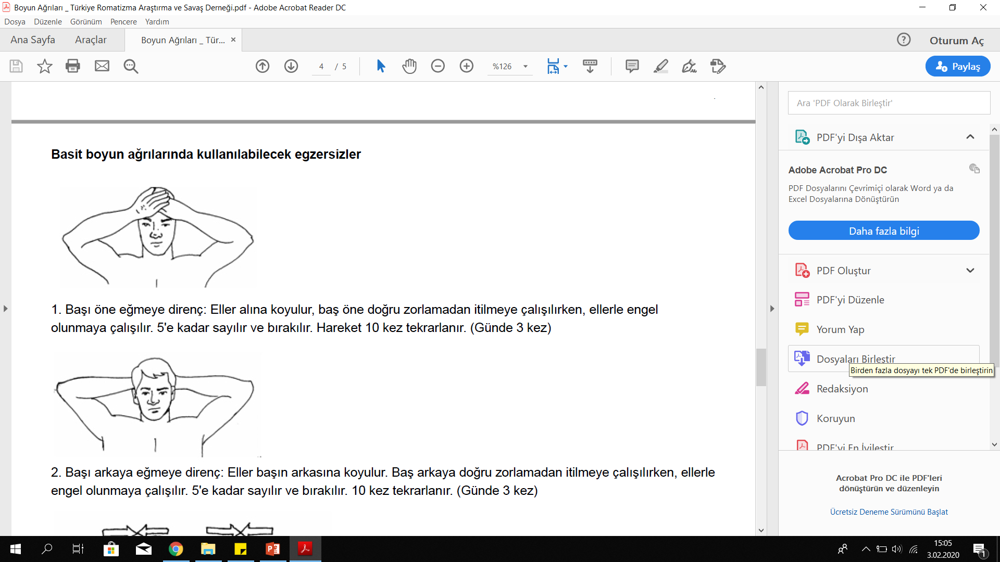 Boyun Ağrıları _ Türkiye Romatizma Araştırma ve Savaş Derneği.pdf - Adobe Acrobat Reader DC
Dosya Düzenle Görünüm Pencere Yardım
Ana Sayfa Araçlar Boyun Ağrıları _ Tür... Oturum Aç
4 / 5 %126 Paylaş
Basit boyun ağrılarında kullanılabilecek egzersizler
1. Başı öne eğmeye direnç: Eller alına koyulur, baş öne doğru zorlamadan itilmeye çalışılırken, ellerle engel
olunmaya çalışılır. 5'e kadar sayılır ve bırakılır. Hareket 10 kez tekrarlanır. (Günde 3 kez)
2. Başı arkaya eğmeye direnç: Eller başın arkasına koyulur. Baş arkaya doğru zorlamadan itilmeye çalışılırken, ellerle
engel olunmaya çalışılır. 5'e kadar sayılır ve bırakılır. 10 kez tekrarlanır. (Günde 3 kez)
Ara 'PDF Olarak Birleştir'
PDF'yi Dışa Aktar
Adobe Acrobat Pro DC
PDF Dosyalarını Çevrimiçi olarak Word ya da
Excel Dosyalarına Dönüştürün
Daha fazla bilgi
PDF Oluştur
PDF'yi Düzenle
Yorum Yap
Dosyaları Birleştir
Birden fazla dosyayı tek PDF'de birleştirin
Redaksiyon
Koruyun
PDF'yi En İyileştir
Acrobat Pro DC ile PDF'leri
dönüştürün ve düzenleyin
Ücretsiz Deneme Sürümünü Başlat
15:05
3.02.2020
1